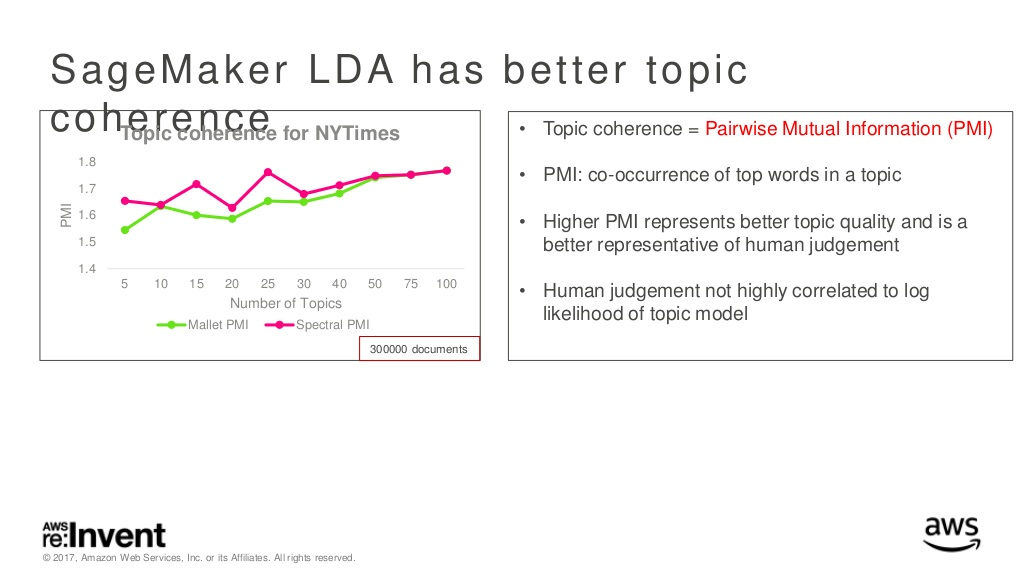 SageMaker LDA has better topic
coherence
Topic coherence for NYTimes
1.8
1.7
1.6
1.5
1.4
PMI
5 10 15 20 25 30 40 50 75 100
Number of Topics
Mallet PMI Spectral PMI
300000 documents
• Topic coherence = Pairwise Mutual Information (PMI)
• PMI: co-occurrence of top words in a topic
• Higher PMI represents better topic quality and is a
better representative of human judgement
• Human judgement not highly correlated to log
likelihood of topic model
AWS
re:Invent
© 2017, Amazon Web Services, Inc. or its Affiliates. All rights reserved.
aws